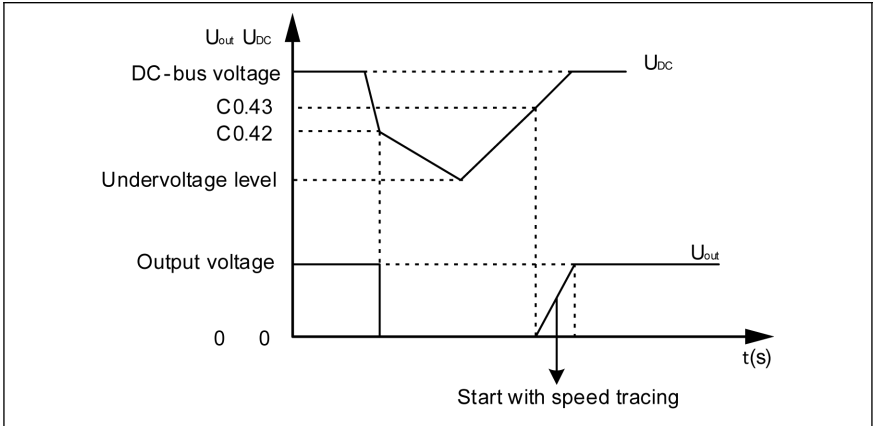 Uout UDC
DC-bus voltage
UDC
C0.43
C0.42
Undervoltage level
Output voltage
Uout
0 0
t(s)
Start with speed tracing